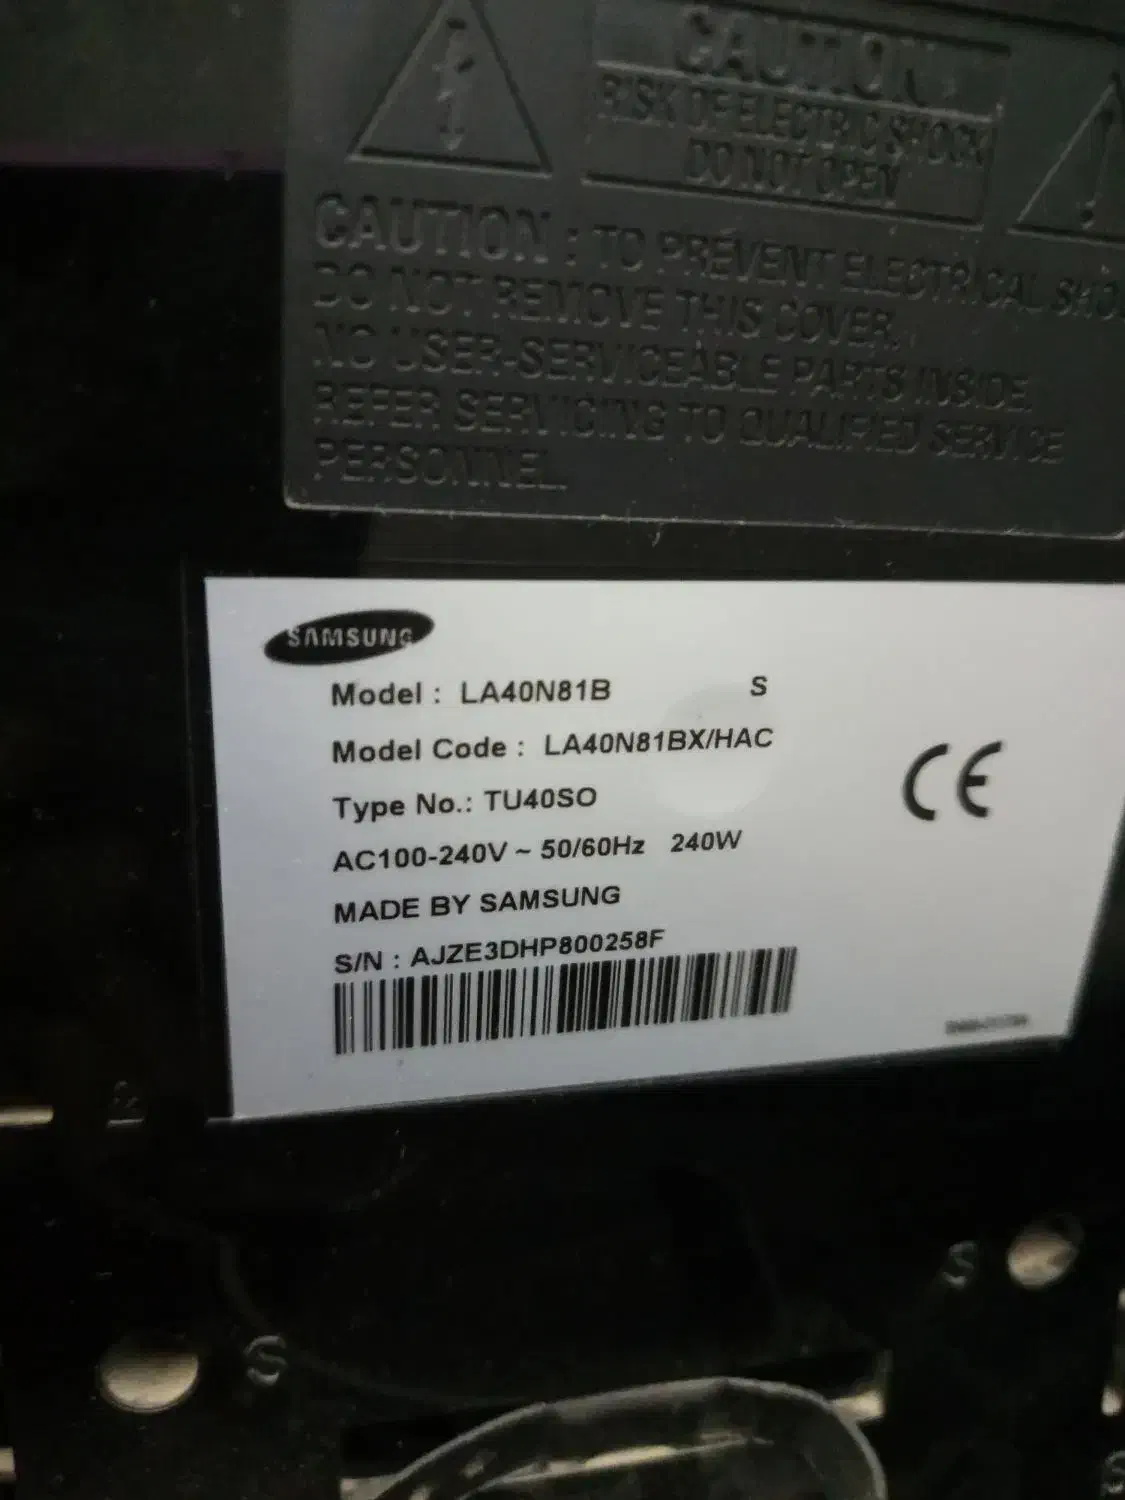 CAUTION
RISK OF ELECTRIC SHOCK
DO NOT OPEN
CAUTION : TO PREVENT ELECTRICAL SHO
DO NOT REMOVE THIS COVER.
NO USER-SERVICEABLE PARTS INSIDE.
REFER SERVICING TO QUALIFIED SERVICE
PERSONNEL.
SAMSUNG
Model : LA40N81B S
Model Code : LA40N81BX/HAC
Type No.: TU40SO
AC100-240V ~ 50/60Hz 240W
MADE BY SAMSUNG
S/N : AJZE3DHP800258F
CE
S
S
S